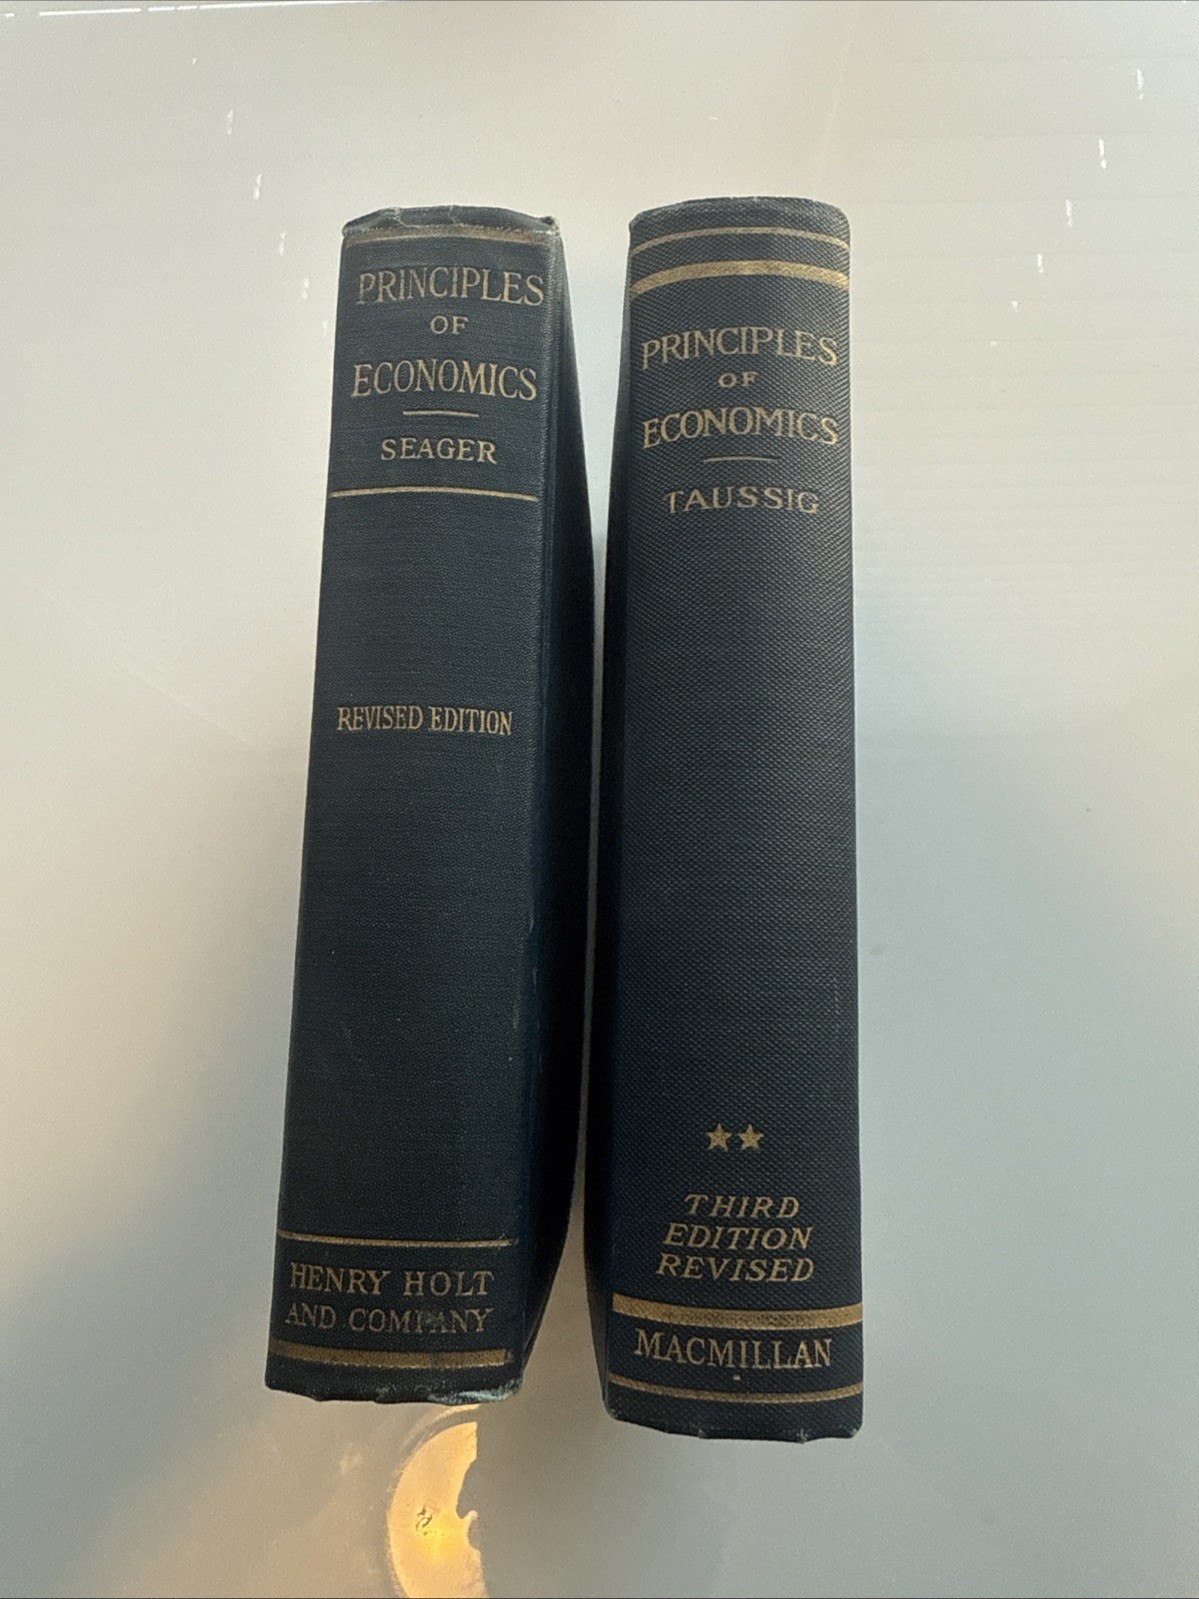 PRINCIPLES
OF
ECONOMICS
SEAGER
REVISED EDITION
HENRY HOLT
AND COMPANY
PRINCIPLES
OF
ECONOMICS
TAUSSIG
THIRD
EDITION
REVISED
MACMILLAN